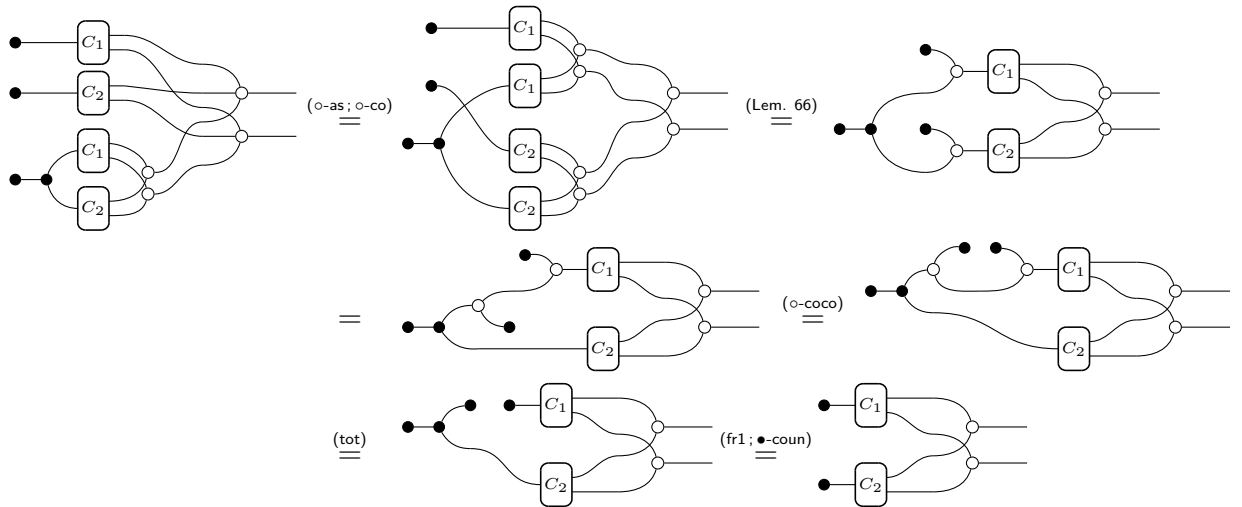 C₁ C₂ C₁ C₂ (○-as ; ○-co) = C₁ C₁ C₂ C₂ (Lem. 66) = C₁ C₂
= C₁ C₂ (○-coco) = C₁ C₂
(tot) = C₁ C₂ (fr1 ; ●-coun) = C₁ C₂